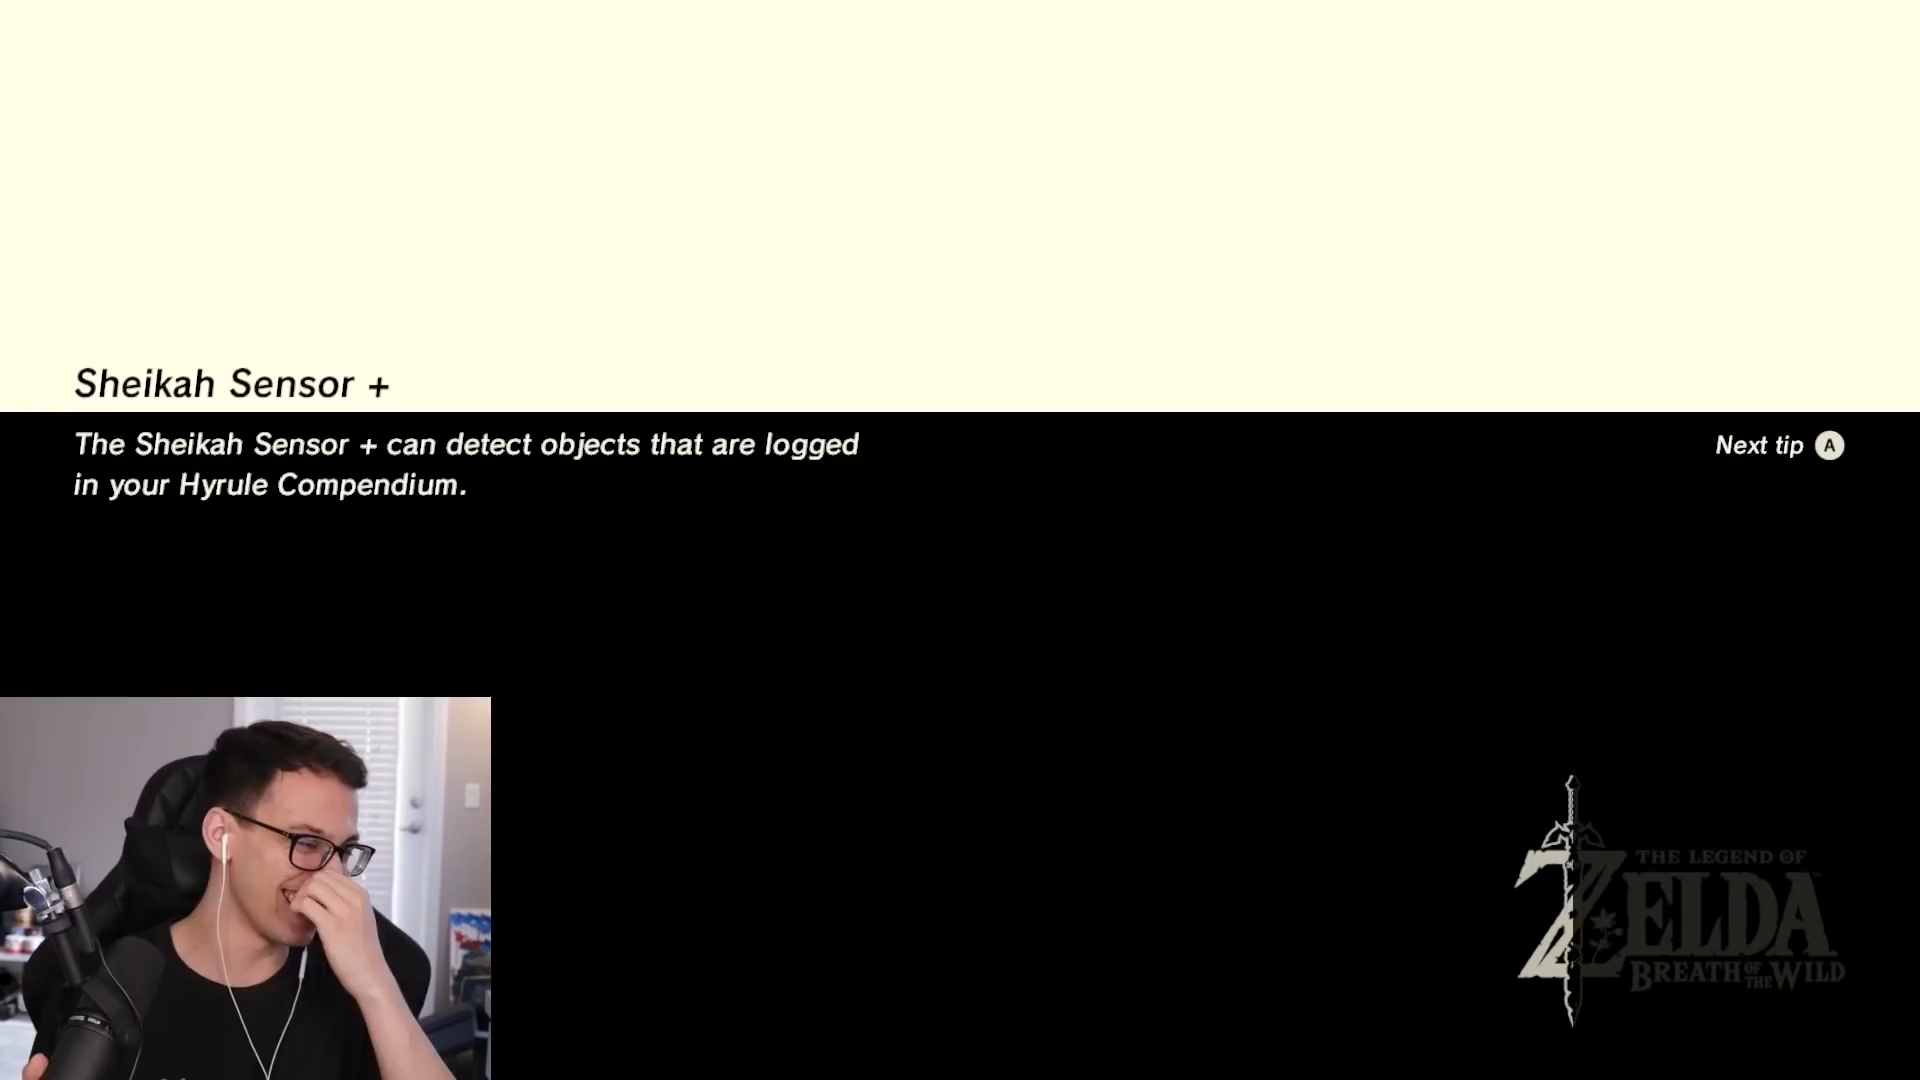 Sheikah Sensor +
The Sheikah Sensor + can detect objects that are logged
in your Hyrule Compendium.
Next tip A
THE LEGEND OF
ZELDA
BREATH OF THE WILD